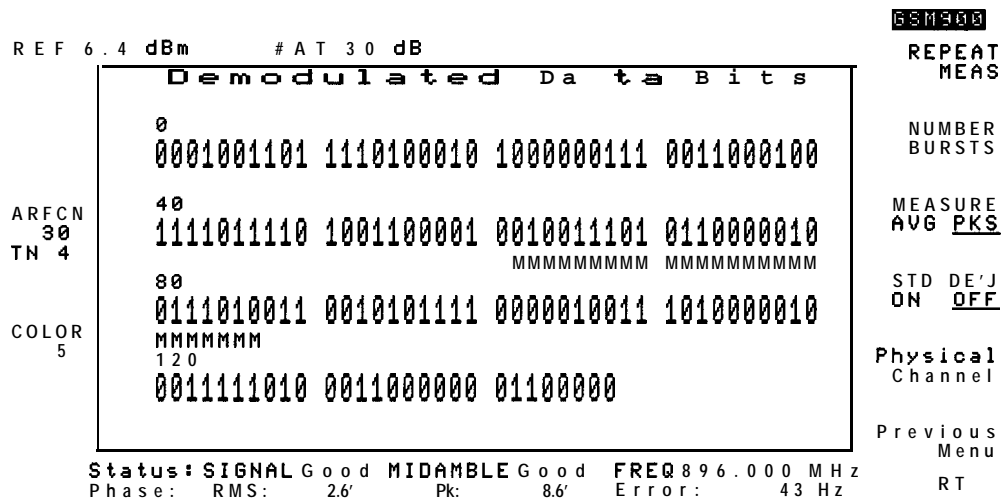 GSM900
REF 6.4 dBm #AT 30 dB
REPEAT
MEAS
Demodulated Data Bits
0
0001001101 1110100010 1000000111 0011000100
NUMBER
BURSTS
40
1111011110 1001100001 0010011101 0110000010
MMMMMMMMM MMMMMMMMMM
ARFCN
30
TN 4
MEASURE
AVG PKS
80
0111010011 0010101111 0000010011 1010000010
MMMMMMM
STD DE'J
ON OFF
COLOR
5
120
0011111010 0011000000 01100000
Physical
Channel
Previous
Menu
Status: SIGNAL Good MIDAMBLE Good FREQ 896.000 MHz
Phase: RMS: 2.6' Pk: 8.6' Error: 43 Hz
RT